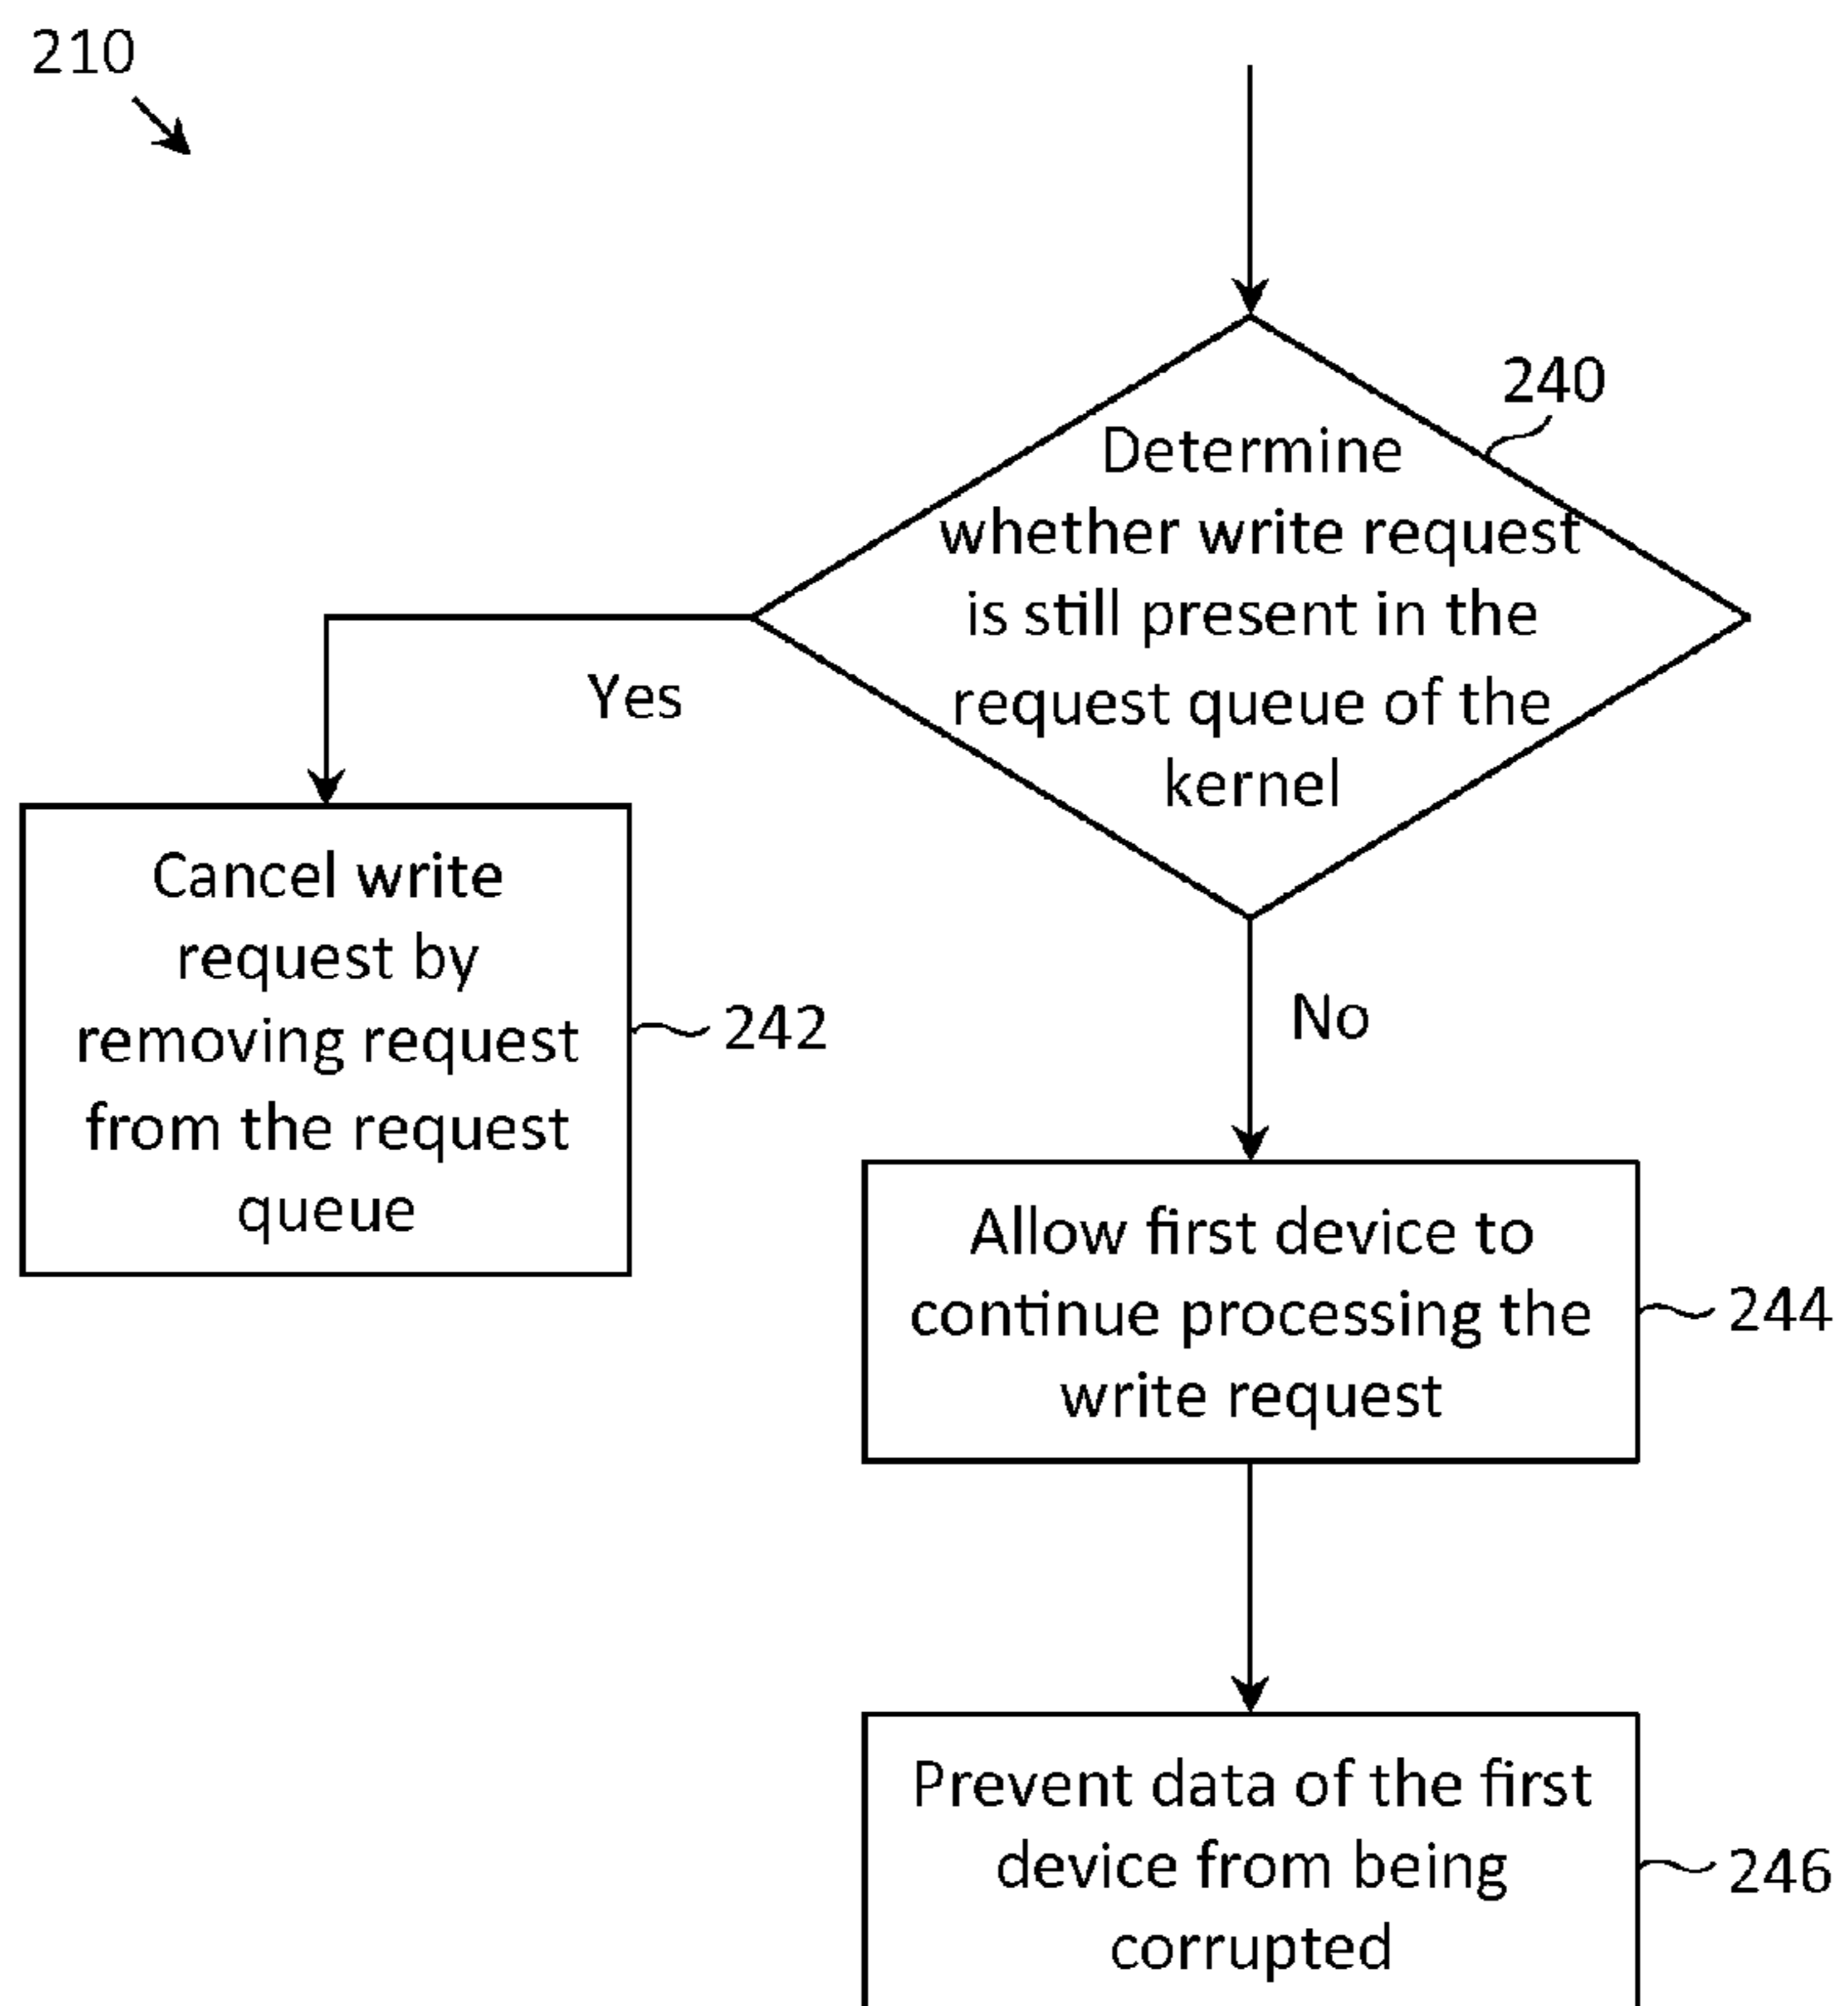 210
240
Determine
whether write request
is still present in the
request queue of the
kernel
Yes
Cancel write
request by
removing request
from the request
queue
242
No
Allow first device to
continue processing the
write request
244
Prevent data of the first
device from being
corrupted
246